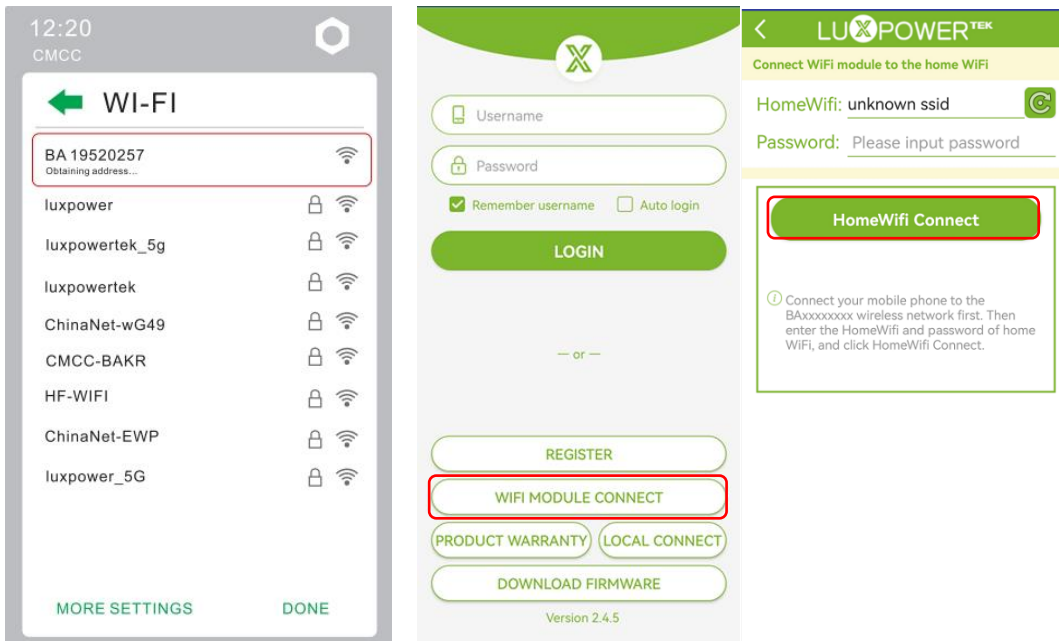 12:20
CMCC
WI-FI
BA 19520257
Obtaining address...
luxpower
luxpowertek_5g
luxpowertek
ChinaNet-wG49
CMCC-BAKR
HF-WIFI
ChinaNet-EWP
luxpower_5G
MORE SETTINGS DONE
X
Username
Password
Remember username Auto login
LOGIN
— or —
REGISTER
WIFI MODULE CONNECT
PRODUCT WARRANTY LOCAL CONNECT
DOWNLOAD FIRMWARE
Version 2.4.5
LUXPOWERTEK
Connect WiFi module to the home WiFi
HomeWifi: unknown ssid
Password: Please input password
HomeWifi Connect
Connect your mobile phone to the
BAxxxxxxxx wireless network first. Then
enter the HomeWifi and password of home
WiFi, and click HomeWifi Connect.